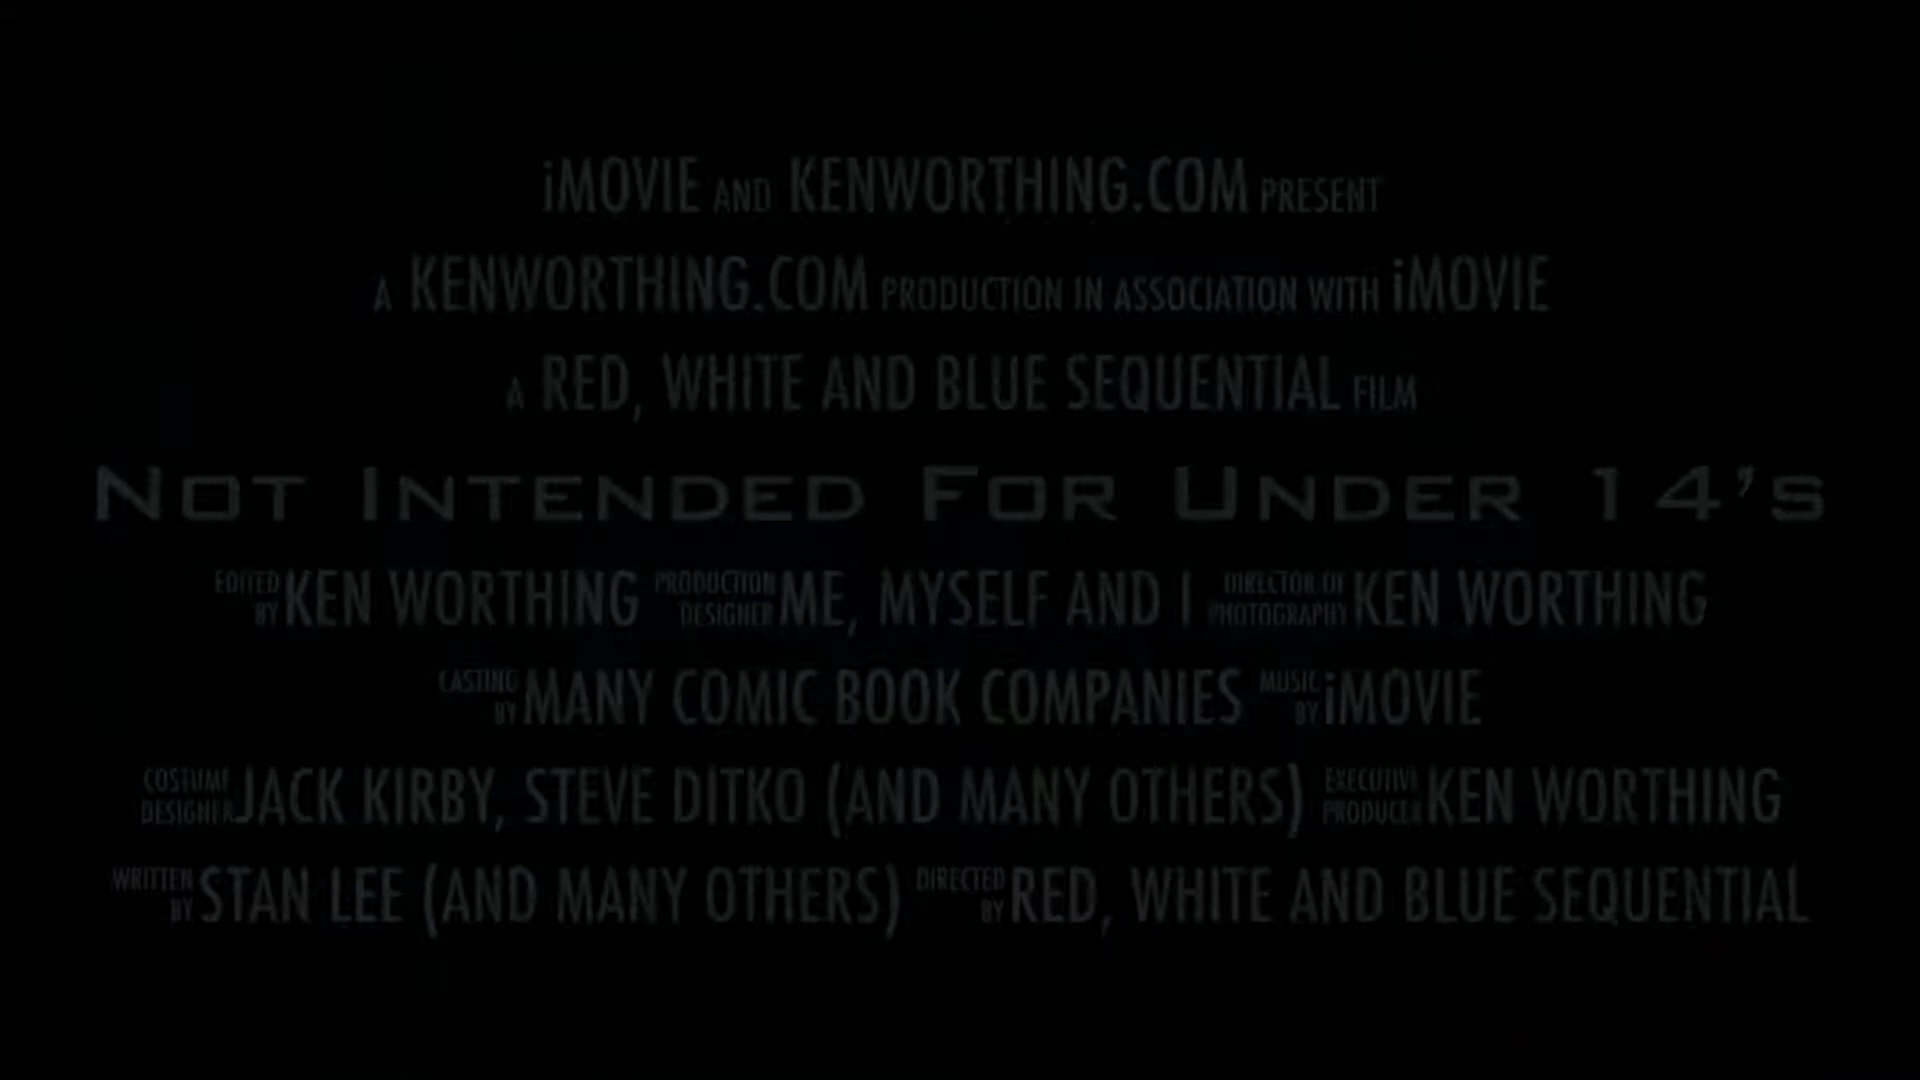 iMOVIE AND KENWORTHING.COM PRESENT
A KENWORTHING.COM PRODUCTION IN ASSOCIATION WITH iMOVIE
A RED, WHITE AND BLUE SEQUENTIAL FILM
NOT INTENDED FOR UNDER 14'S
EDITED BY KEN WORTHING PRODUCTION DESIGNER ME, MYSELF AND I DIRECTOR OF PHOTOGRAPHY KEN WORTHING
CASTING BY MANY COMIC BOOK COMPANIES MUSIC BY iMOVIE
COSTUME DESIGNER JACK KIRBY, STEVE DITKO (AND MANY OTHERS) EXECUTIVE PRODUCER KEN WORTHING
WRITTEN BY STAN LEE (AND MANY OTHERS) DIRECTED BY RED, WHITE AND BLUE SEQUENTIAL